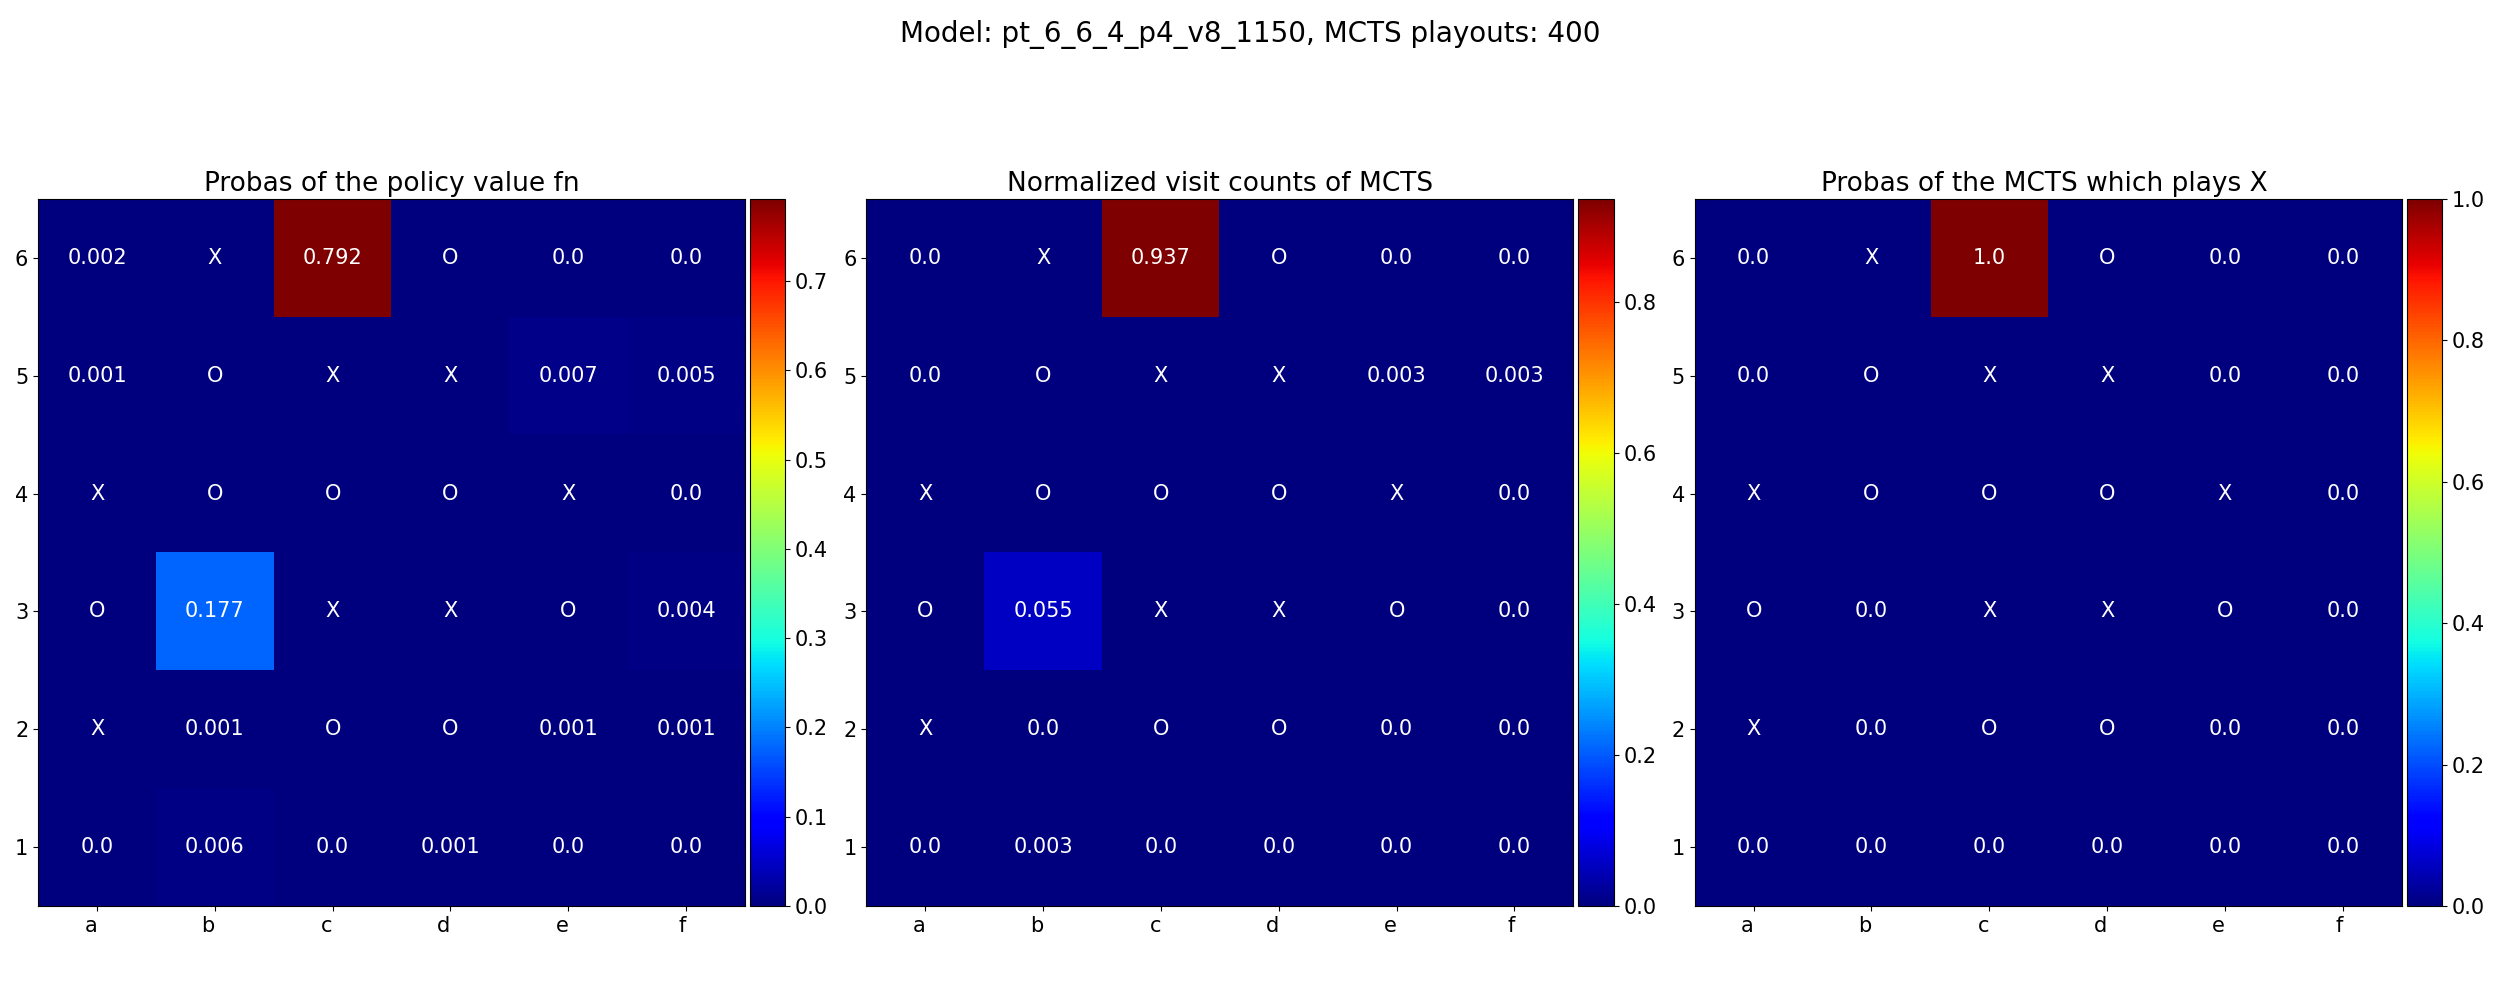 Model: pt_6_6_4_p4_v8_1150, MCTS playouts: 400
Probas of the policy value fn
6 0.002 X 0.792 O 0.0 0.0
5 0.001 O X X 0.007 0.005
4 X O O O X 0.0
3 O 0.177 X X O 0.004
2 X 0.001 O O 0.001 0.001
1 0.0 0.006 0.0 0.001 0.0 0.0
a b c d e f
0.7
0.6
0.5
0.4
0.3
0.2
0.1
0.0
Normalized visit counts of MCTS
6 0.0 X 0.937 O 0.0 0.0
5 0.0 O X X 0.003 0.003
4 X O O O X 0.0
3 O 0.055 X X O 0.0
2 X 0.0 O O 0.0 0.0
1 0.0 0.003 0.0 0.0 0.0 0.0
a b c d e f
0.8
0.6
0.4
0.2
0.0
Probas of the MCTS which plays X
6 0.0 X 1.0 O 0.0 0.0
5 0.0 O X X 0.0 0.0
4 X O O O X 0.0
3 O 0.0 X X O 0.0
2 X 0.0 O O 0.0 0.0
1 0.0 0.0 0.0 0.0 0.0 0.0
a b c d e f
1.0
0.8
0.6
0.4
0.2
0.0